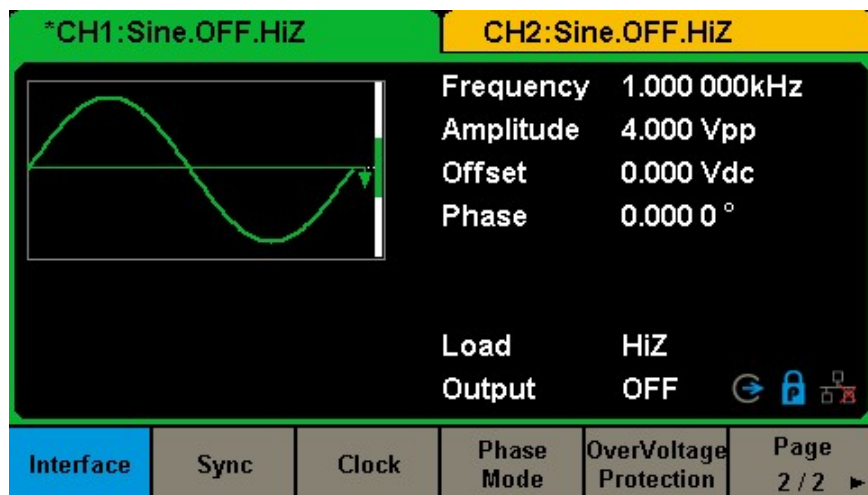 *CH1:Sine.OFF.HiZ
CH2:Sine.OFF.HiZ
Frequency 1.000 000kHz
Amplitude 4.000 Vpp
Offset 0.000 Vdc
Phase 0.000 0 °
Load HiZ
Output OFF
P
Interface
Sync
Clock
Phase
Mode
OverVoltage
Protection
Page
2 / 2 ►